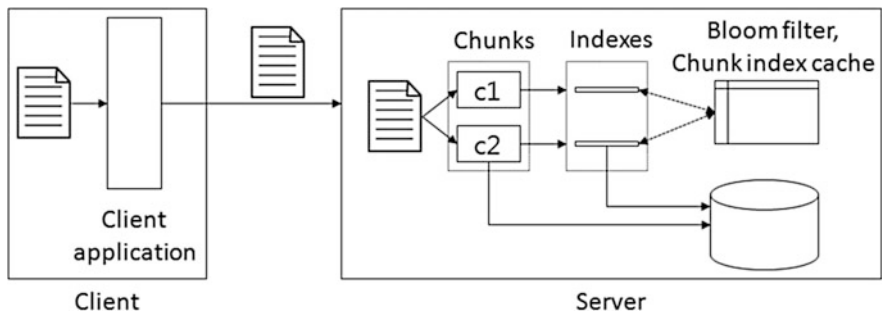 Chunks
Indexes
Bloom filter,
Chunk index cache
c1
c2
Client
application
Client
Server